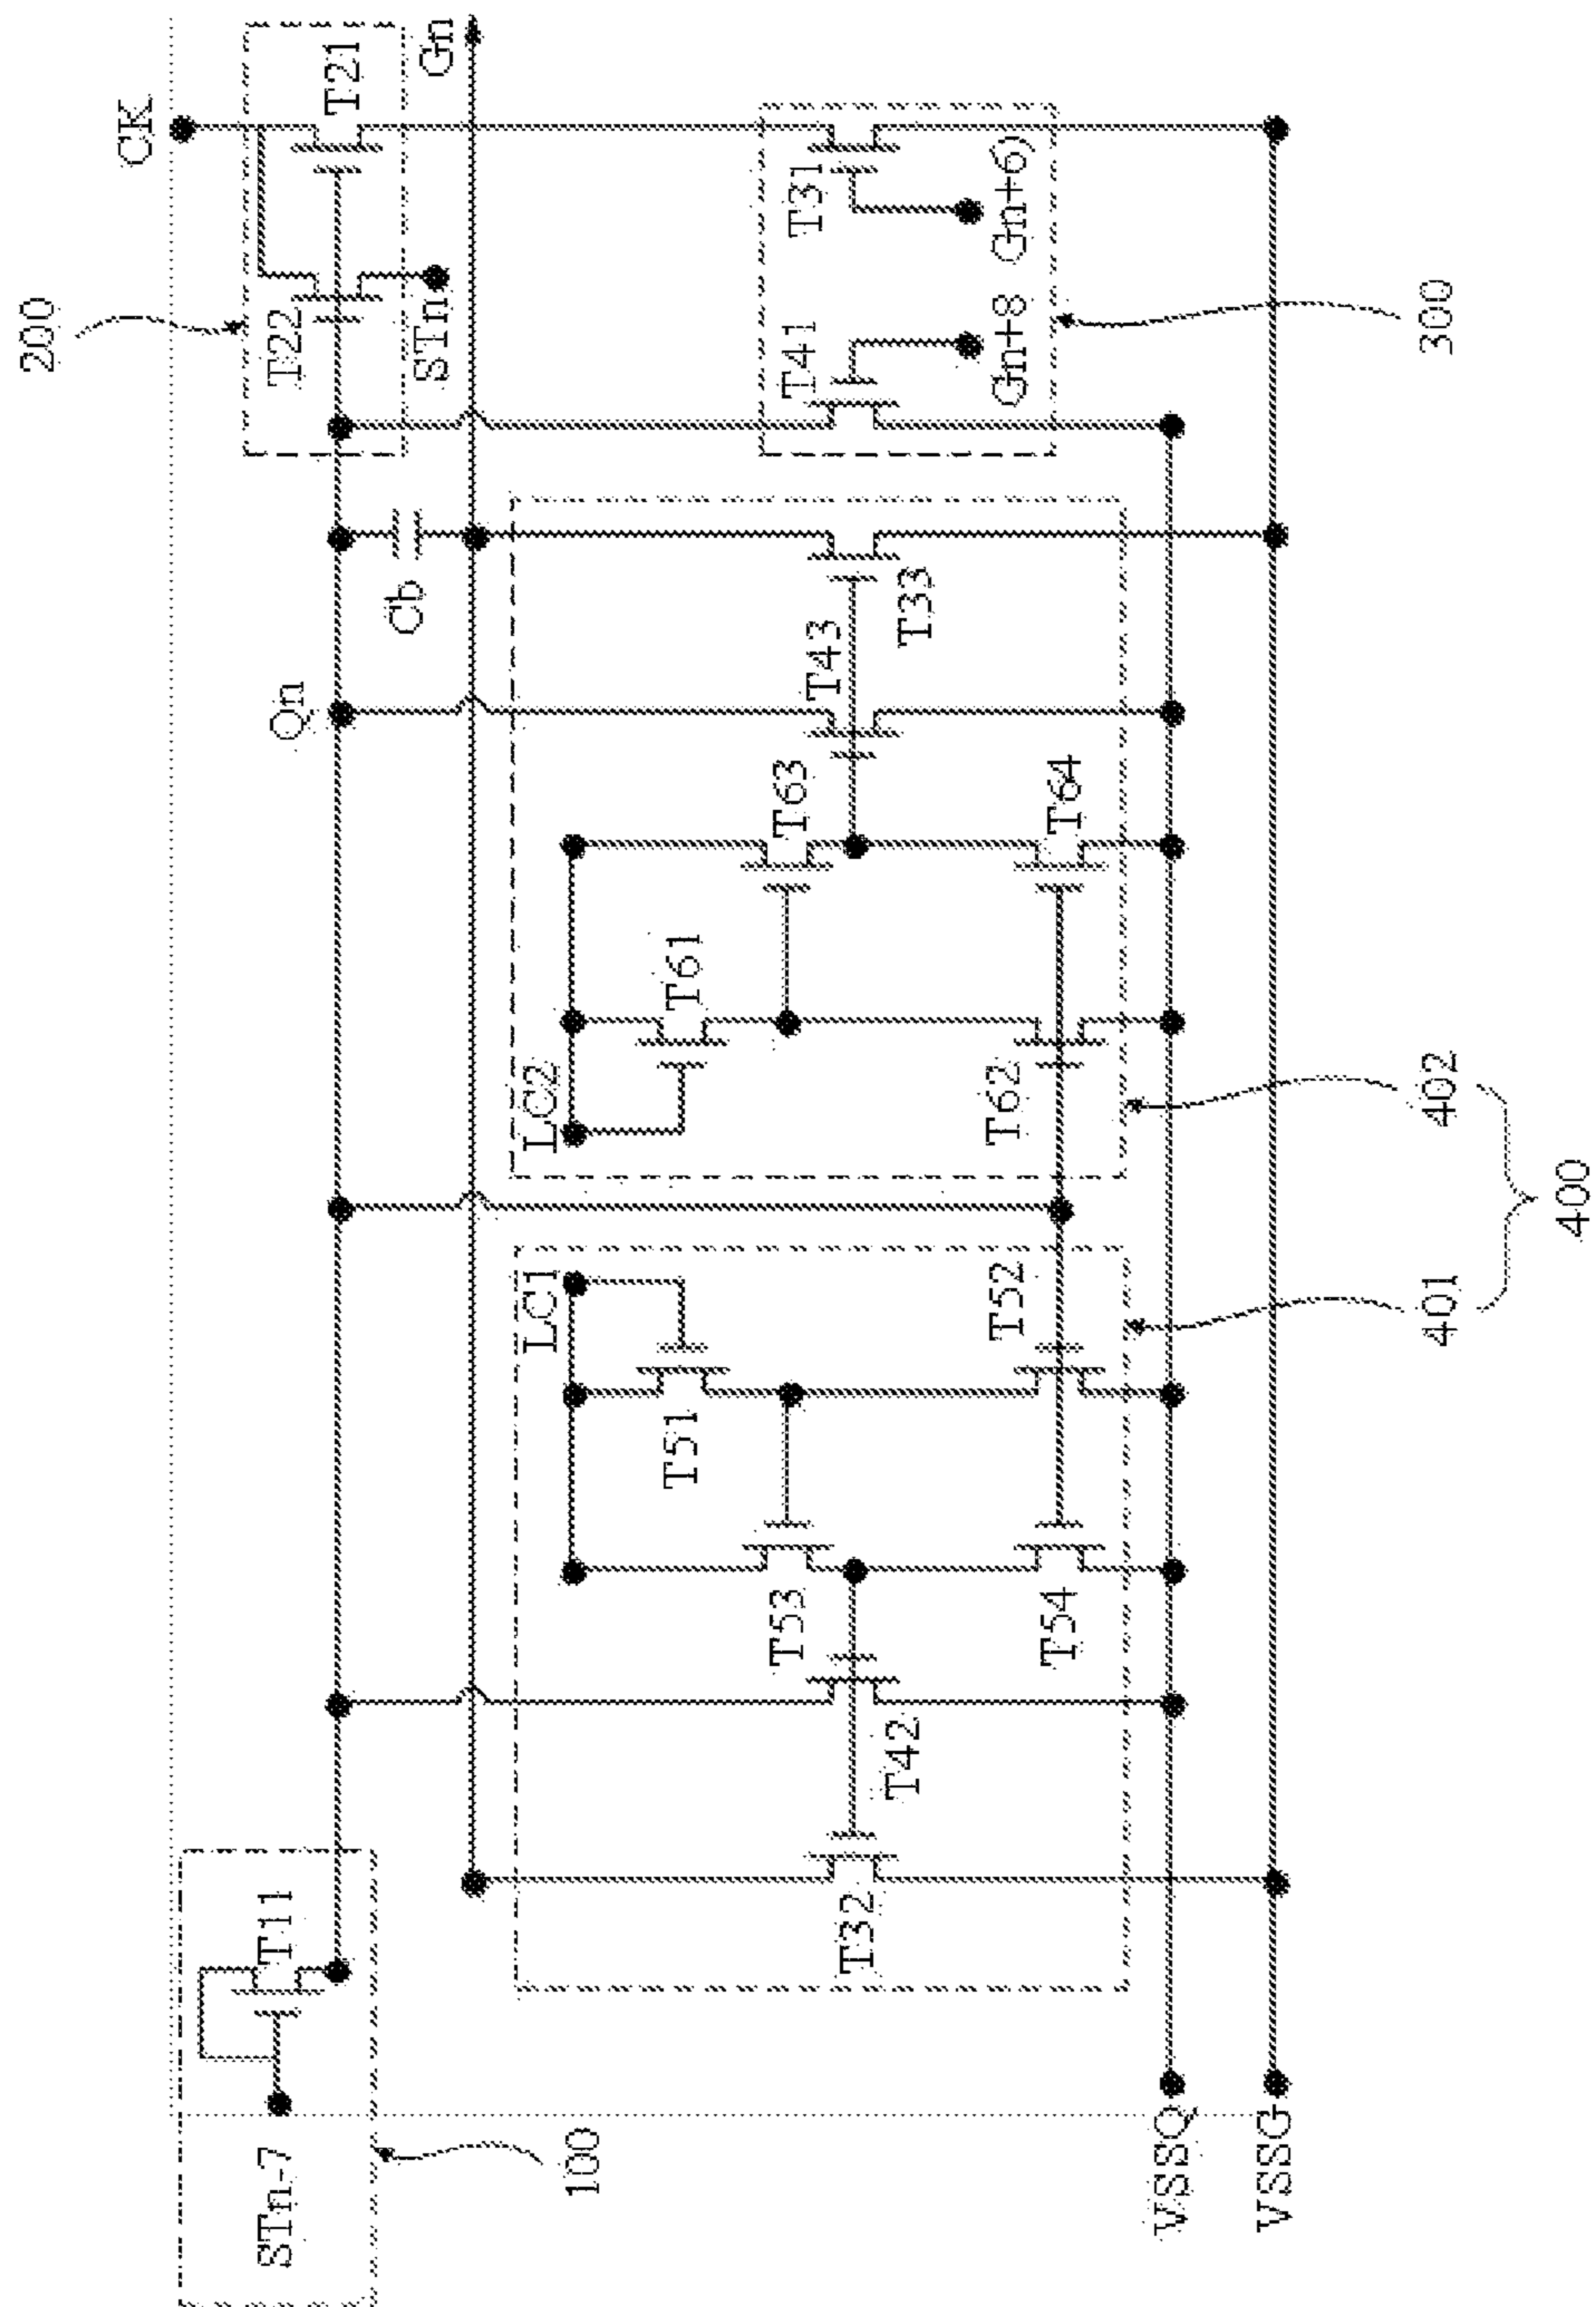 STn-7
T11
100
Qn
Cb
CK
T22
T21
200
STn
Gn
LC1
T51
T53
T52
T54
T42
T32
401
LC2
T61
T63
T62
T64
T43
T33
402
400
T41
T31
Gn+8
Gn+6)
300
VSSQ
VSSG